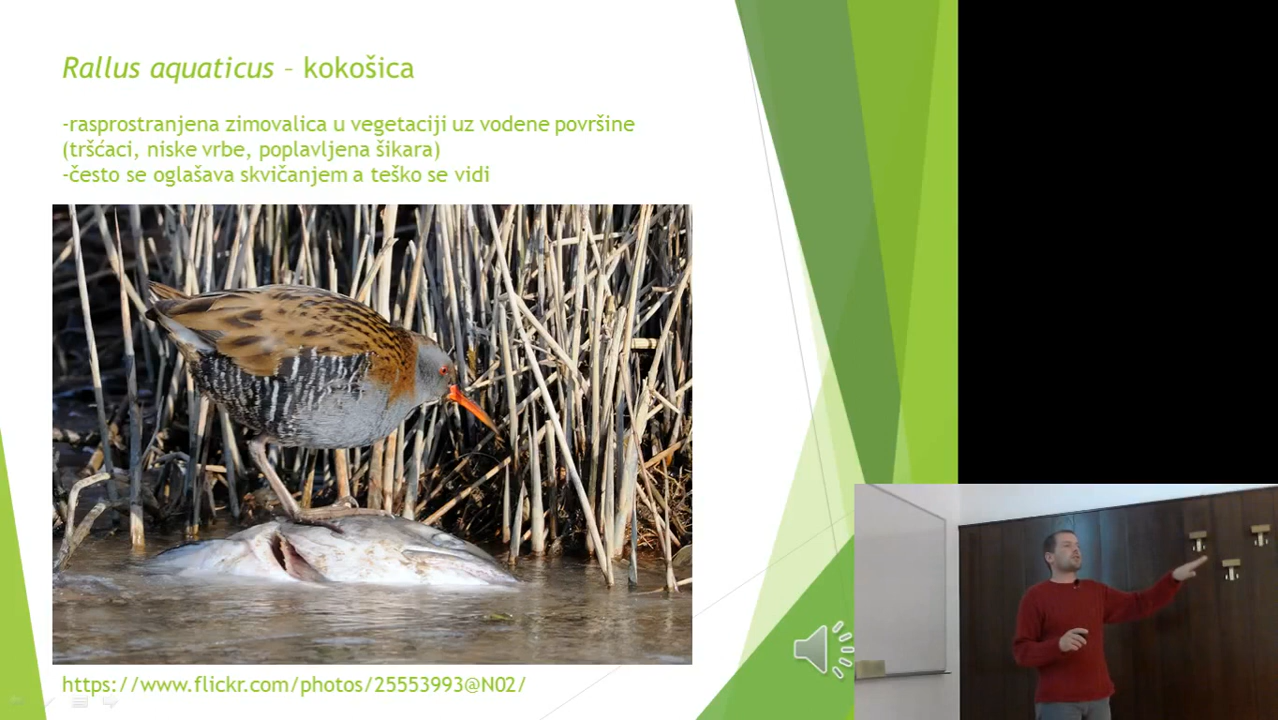 Rallus aquaticus – kokošica
-rasprostranjena zimovalica u vegetaciji uz vodene površine
(tršćaci, niske vrbe, poplavljena šikara)
-često se oglašava skvičanjem a teško se vidi
https://www.flickr.com/photos/25553993@N02/